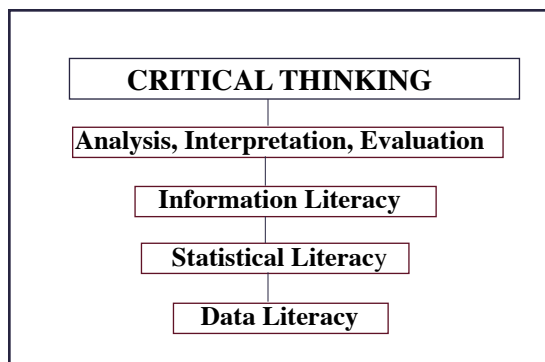 CRITICAL THINKING
Analysis, Interpretation, Evaluation
Information Literacy
Statistical Literacy
Data Literacy